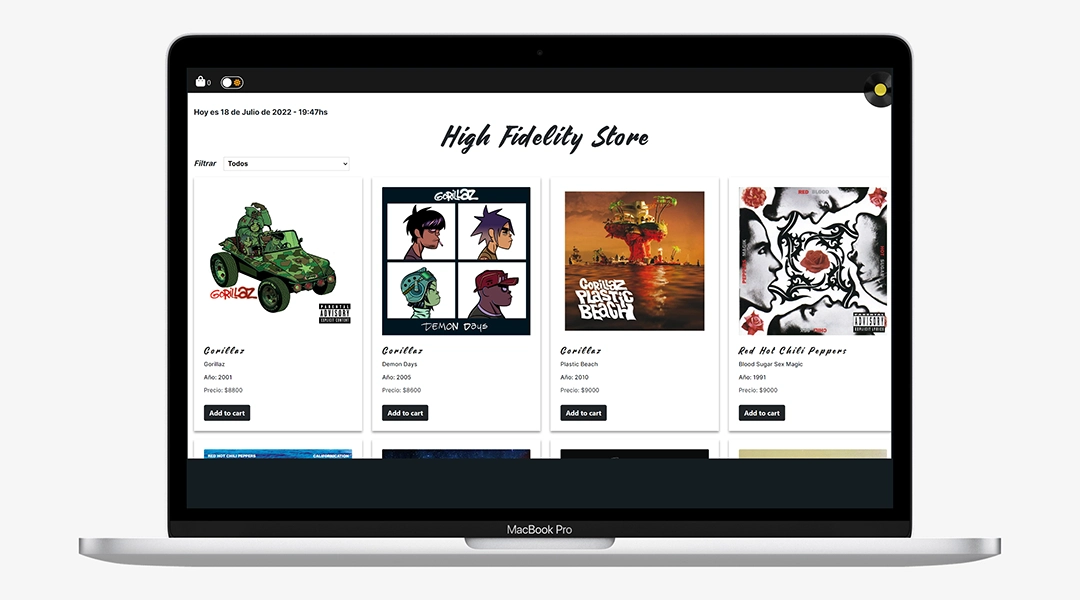 0
Hoy es 18 de Julio de 2022 - 19:47hs
High Fidelity Store
Filtrar
Todos
GORILLAZ
PARENTAL
ADVISORY
EXPLICIT CONTENT
GORILLAZ
DEMON DaYs
GORILLAZ
PLASTIC
BEACH
RED BLOOD
HOT
SUGAR
CHILI
PEPPERS
MAGIK
PARENTAL
ADVISORY
EXPLICIT LYRICS
Gorillaz
Gorillaz
Año: 2001
Precio: $8800
Add to cart
Gorillaz
Demon Days
Año: 2005
Precio: $8600
Add to cart
Gorillaz
Plastic Beach
Año: 2010
Precio: $9000
Add to cart
Red Hot Chili Peppers
Blood Sugar Sex Magic
Año: 1991
Precio: $9000
Add to cart
RED HOT CHILI PEPPERS
CALIFORNICATION
MacBook Pro